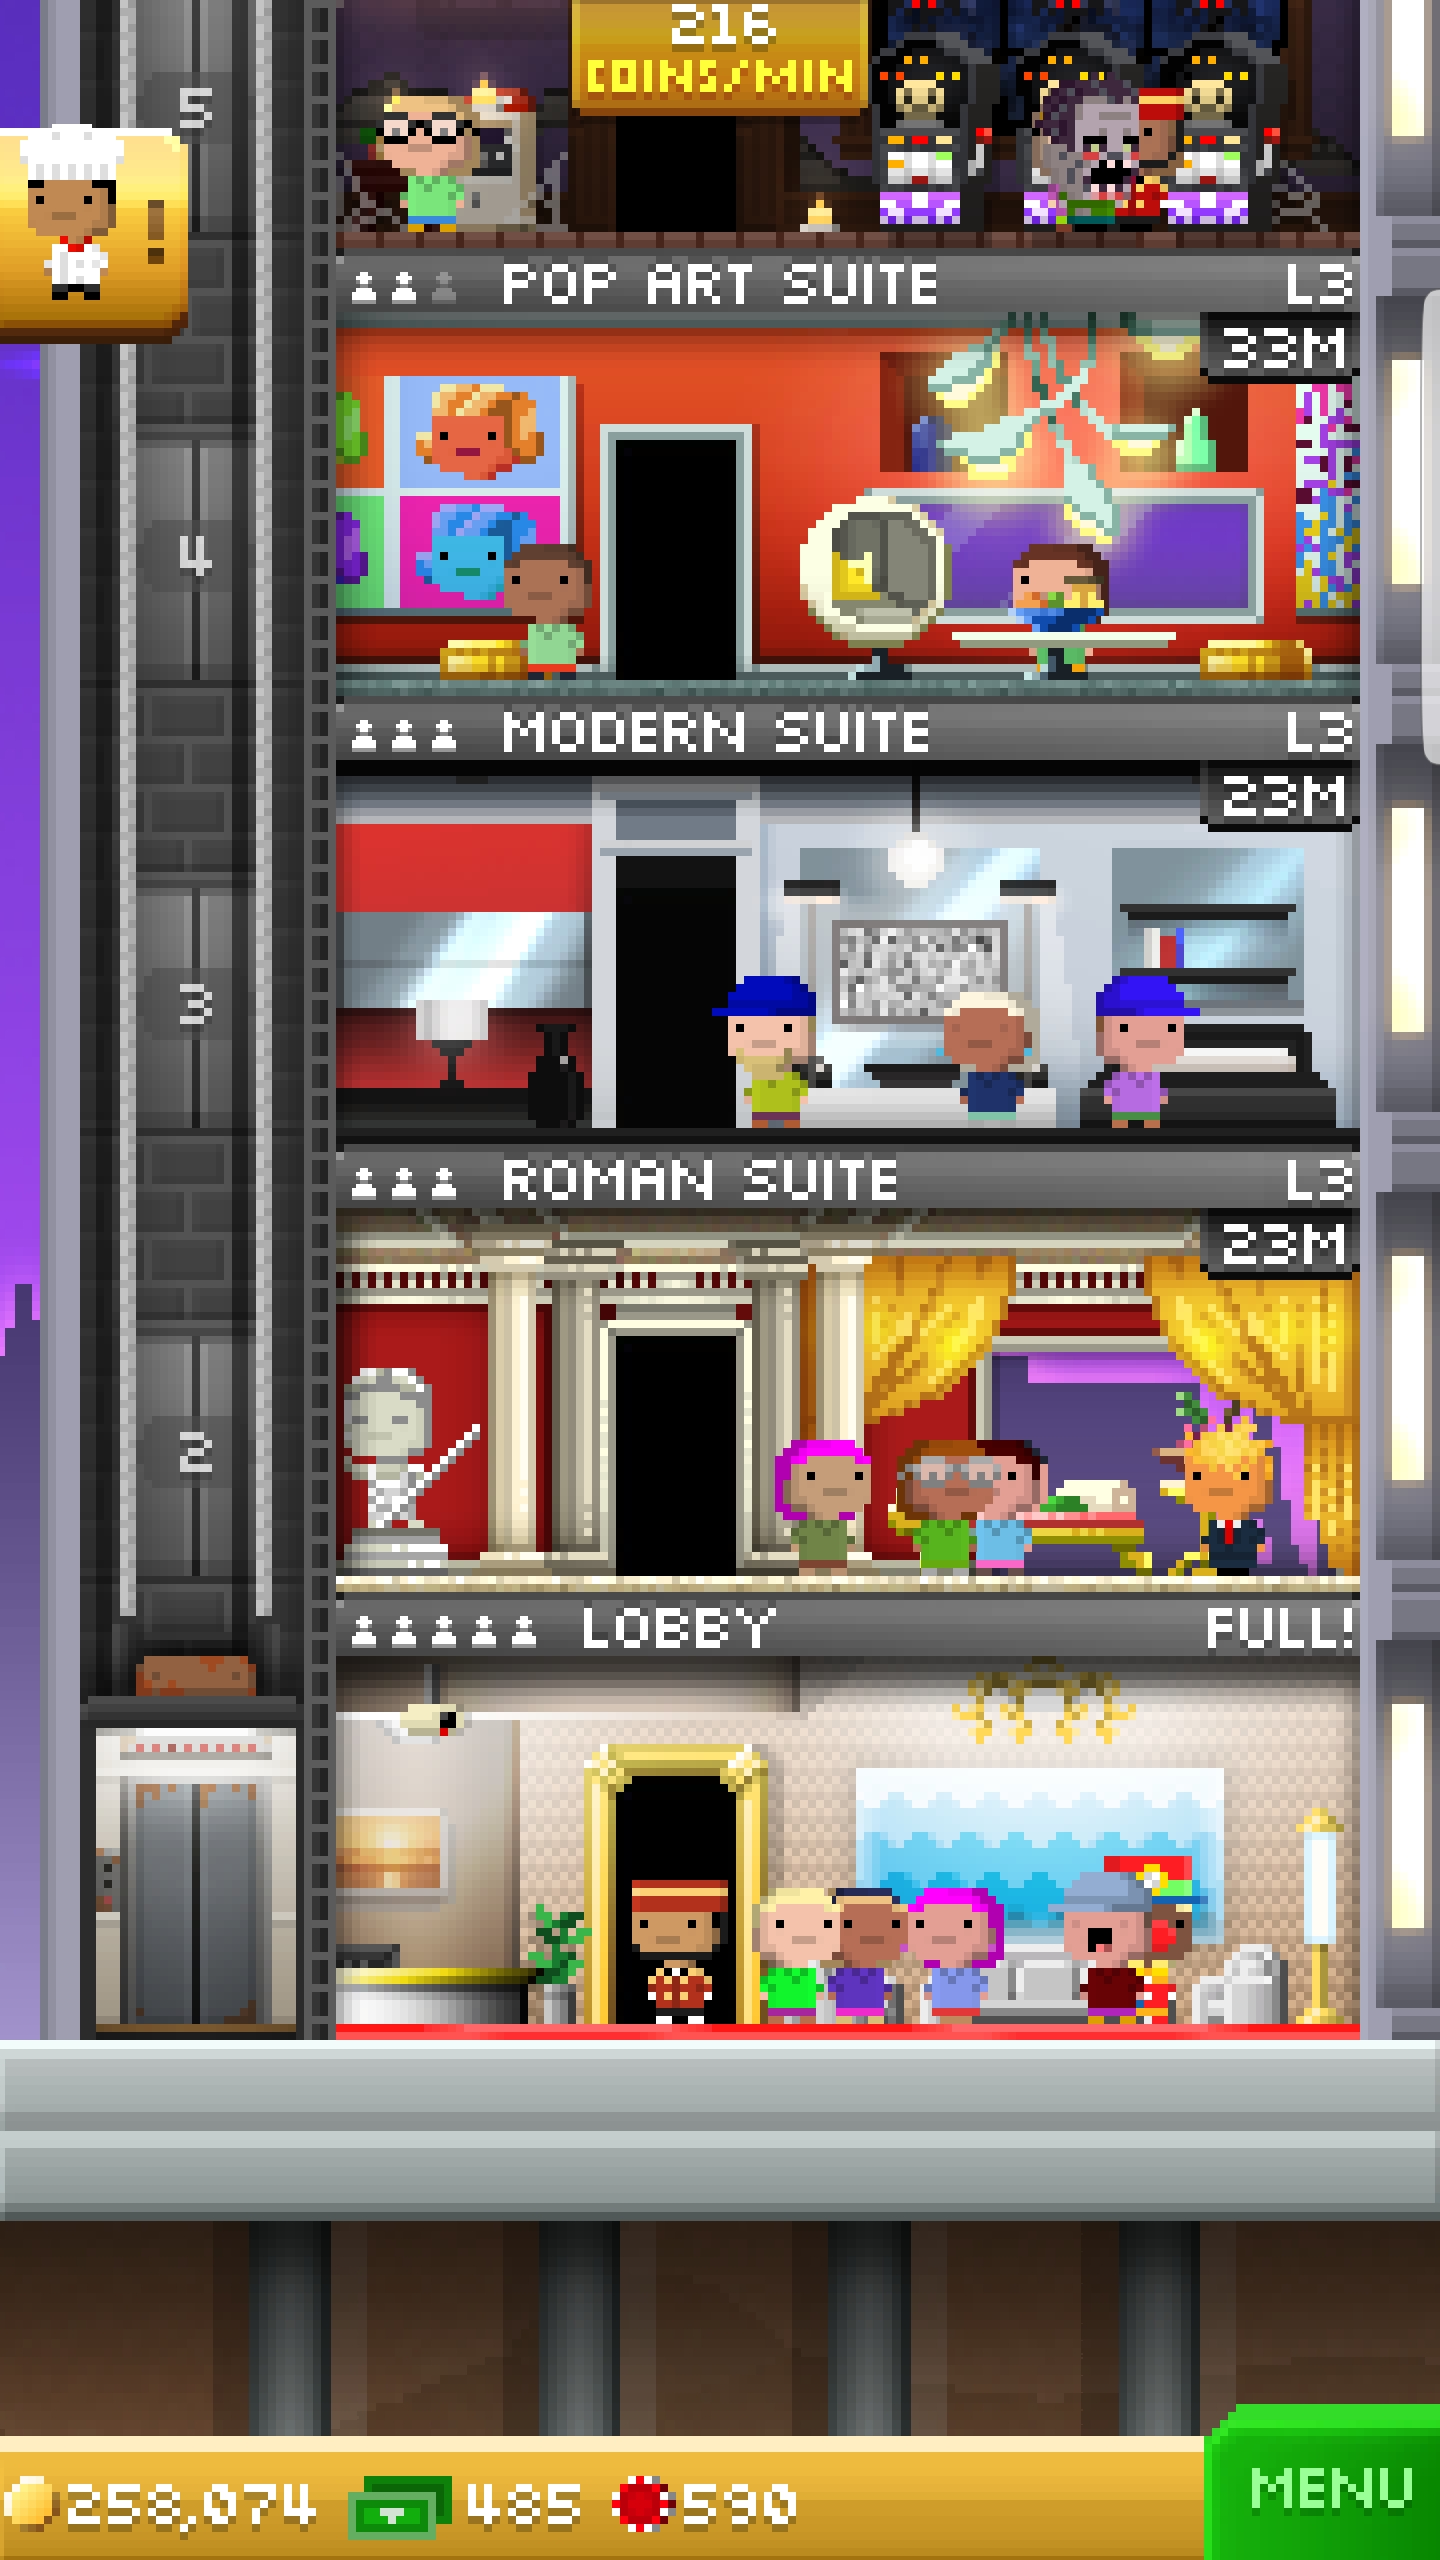 216
COINS/MIN
5
!
POP ART SUITE L3
33M
4
MODERN SUITE L3
23M
3
ROMAN SUITE L3
23M
2
LOBBY FULL!
258,074 485 590
MENU